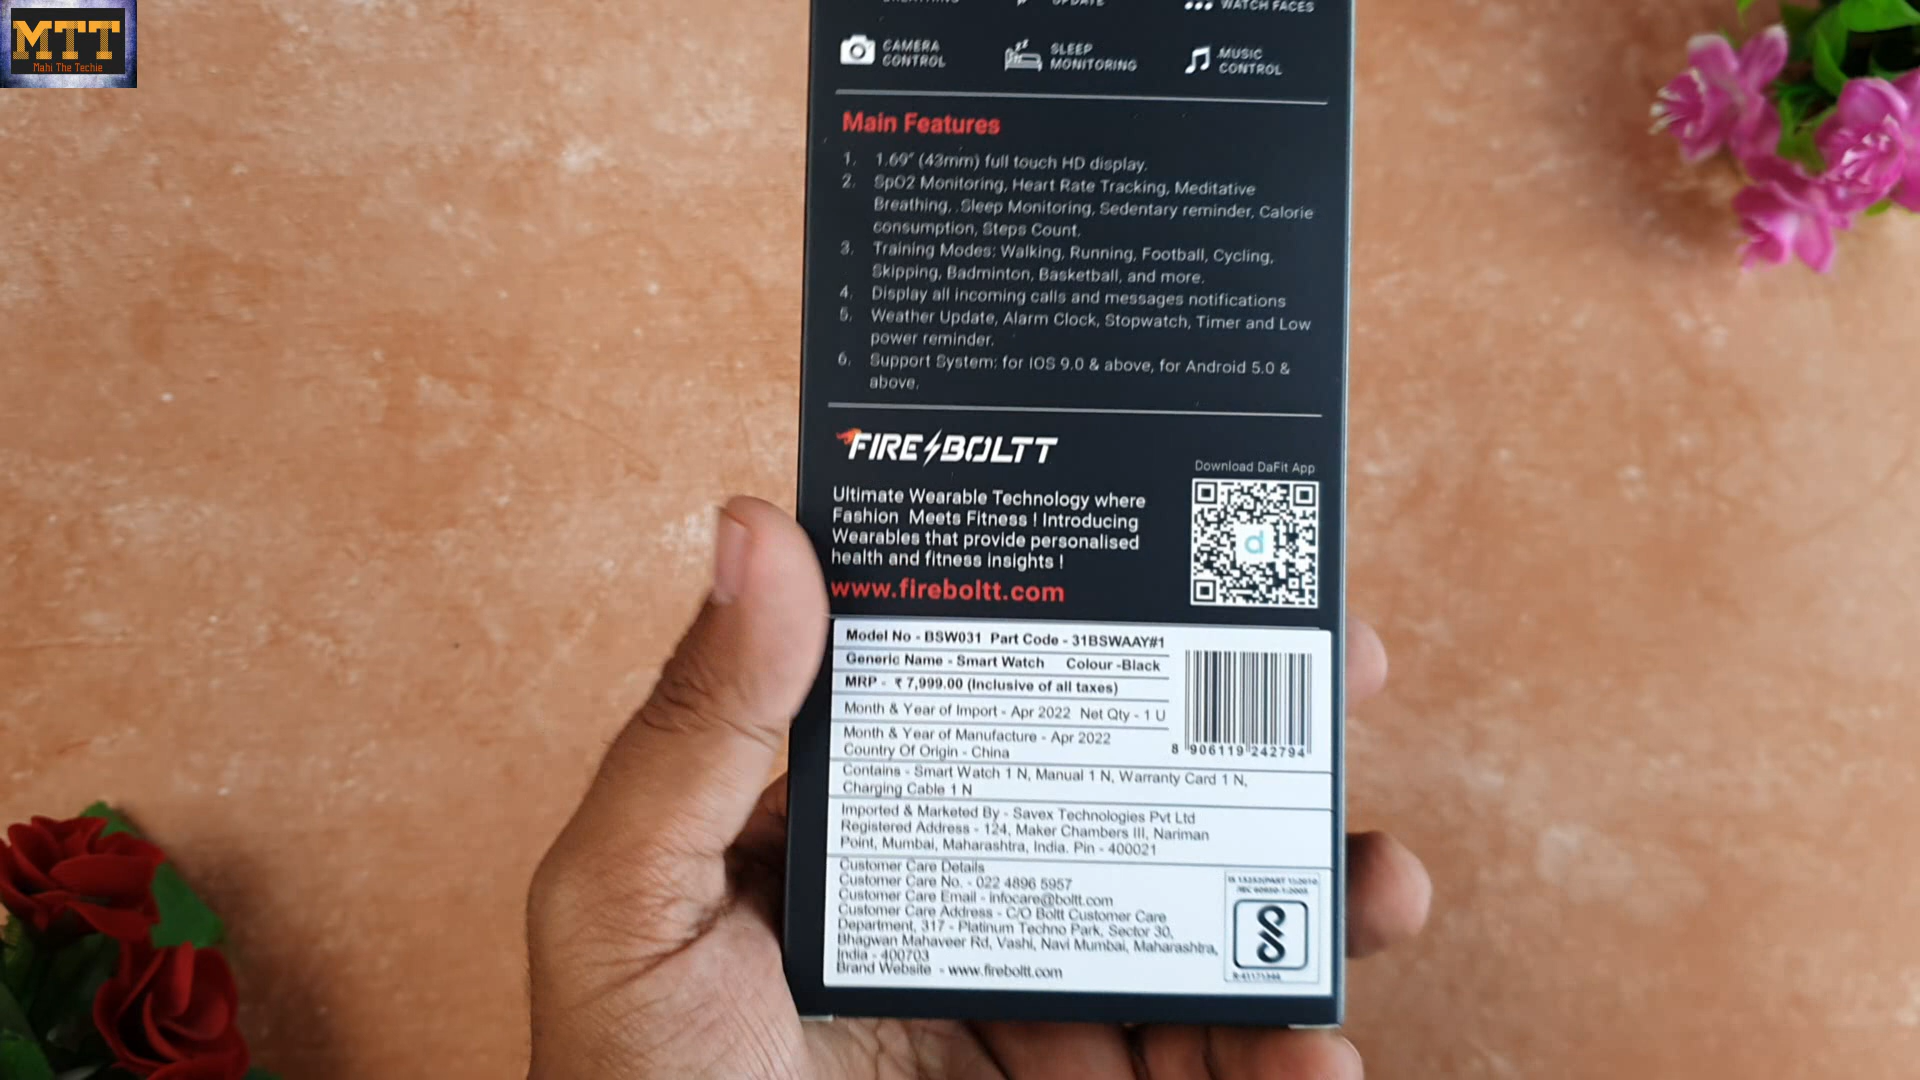 MTT
Mahi The Techie
BREATHING
UPDATE
WATCH FACES
CAMERA
CONTROL
SLEEP
MONITORING
MUSIC
CONTROL
Main Features
1. 1.69" (43mm) full touch HD display.
2. SpO2 Monitoring, Heart Rate Tracking, Meditative
Breathing, .Sleep Monitoring, Sedentary reminder, Calorie
consumption, Steps Count.
3. Training Modes: Walking, Running, Football, Cycling,
Skipping, Badminton, Basketball, and more.
4. Display all incoming calls and messages notifications
5. Weather Update, Alarm Clock, Stopwatch, Timer and Low
power reminder.
6. Support System: for IOS 9.0 & above, for Android 5.0 &
above.
FIRE BOLTT
Download DaFit App
Ultimate Wearable Technology where
Fashion Meets Fitness ! Introducing
Wearables that provide personalised
health and fitness insights !
www.fireboltt.com
d
Model No - BSW031 Part Code - 31BSWAAY#1
Generic Name - Smart Watch Colour -Black
MRP - ₹ 7,999.00 (Inclusive of all taxes)
Month & Year of Import - Apr 2022 Net Qty - 1 U
Month & Year of Manufacture - Apr 2022
Country Of Origin - China
8 906119 242794
Contains - Smart Watch 1 N, Manual 1 N, Warranty Card 1 N,
Charging Cable 1 N
Imported & Marketed By - Savex Technologies Pvt Ltd
Registered Address - 124, Maker Chambers III, Nariman
Point, Mumbai, Maharashtra, India. Pin - 400021
Customer Care Details
Customer Care No. - 022 4896 5957
Customer Care Email - infocare@boltt.com
Customer Care Address - C/O Boltt Customer Care
Department, 317 - Platinum Techno Park, Sector 30,
Bhagwan Mahaveer Rd, Vashi, Navi Mumbai, Maharashtra,
India - 400703
Brand Website - www.fireboltt.com